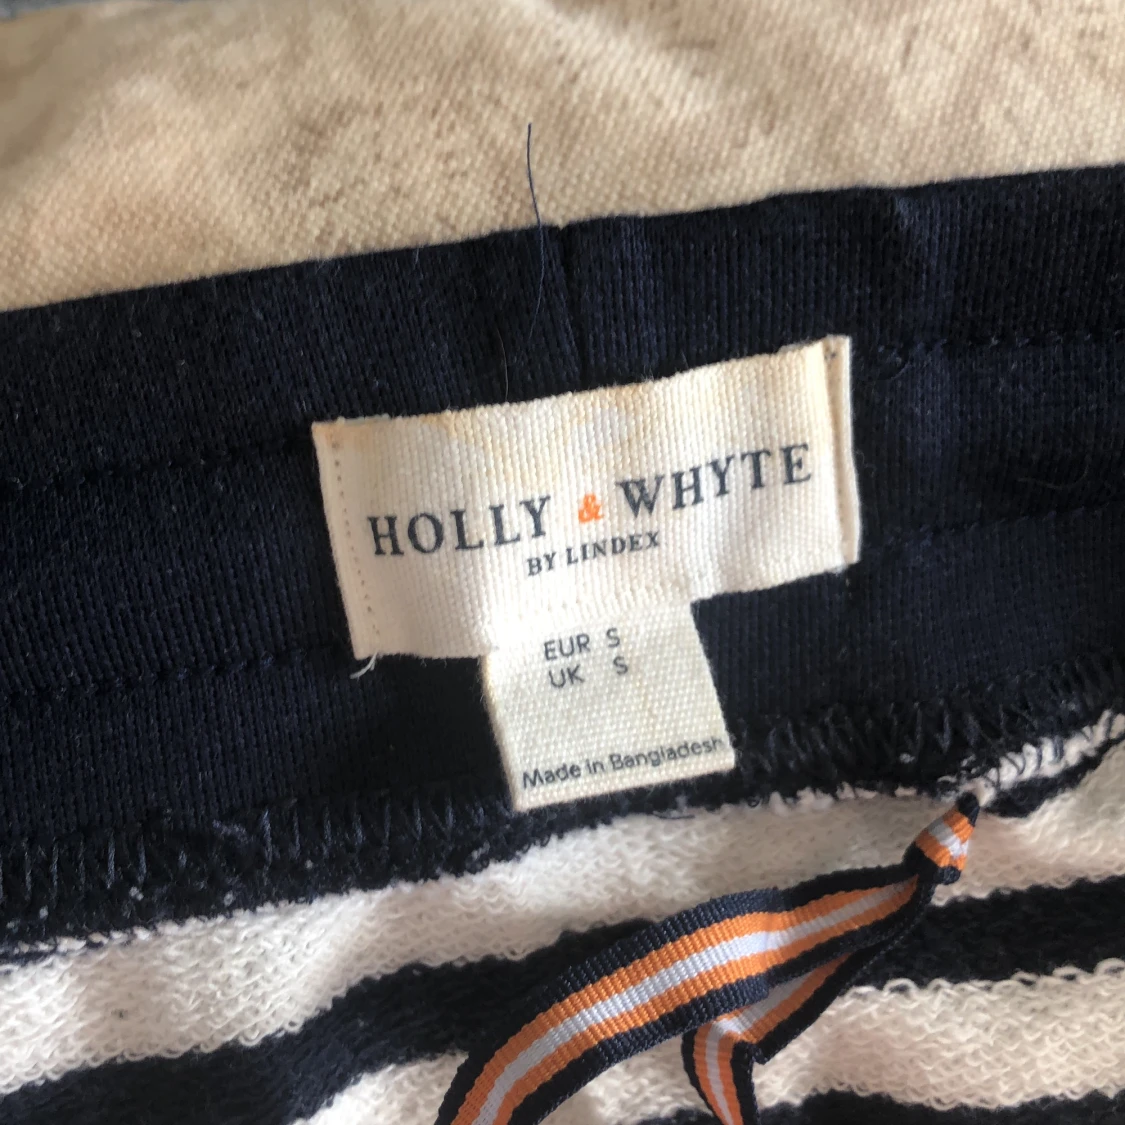 HOLLY & WHYTE
BY LINDEX
EUR S
UK S
Made in Bangladesh